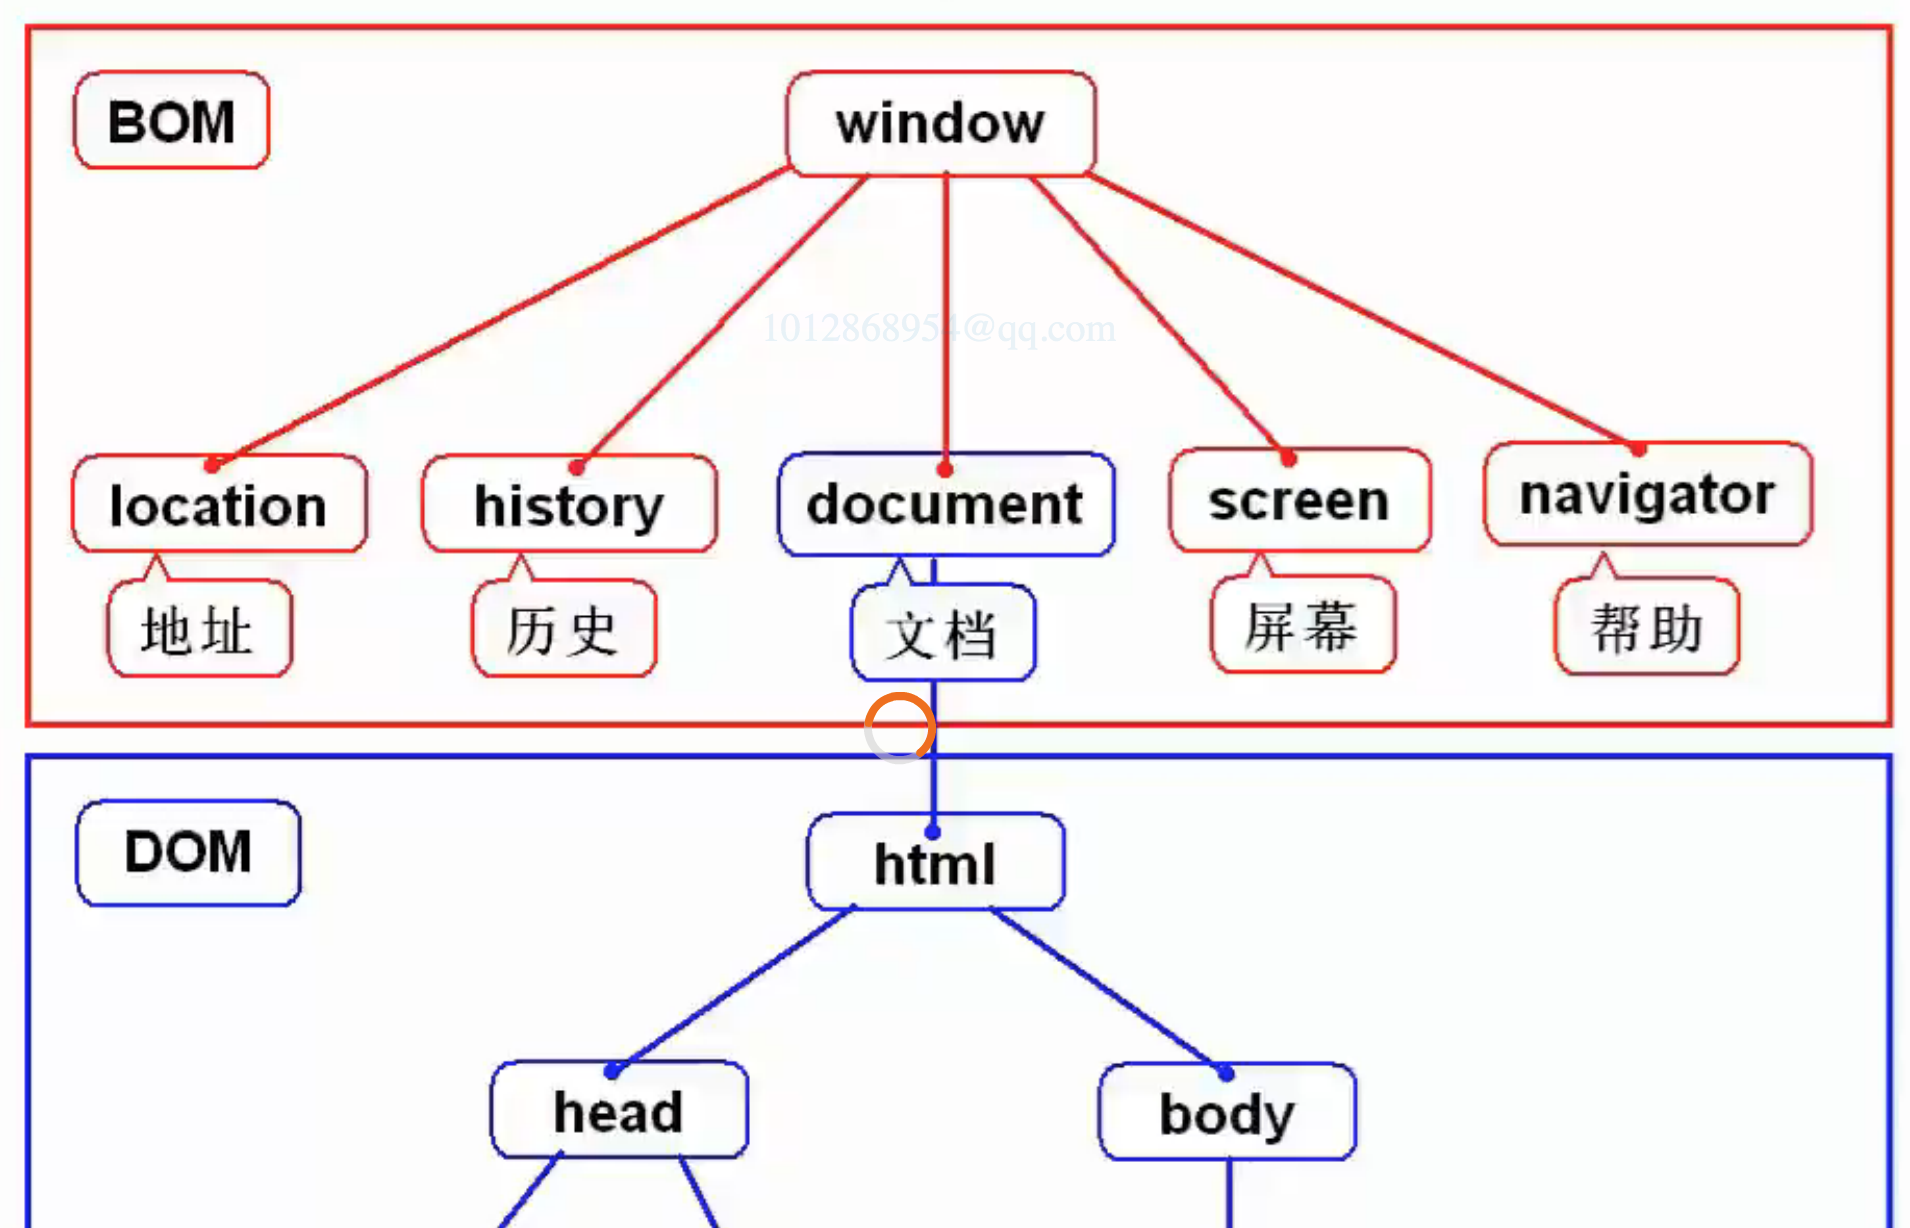 BOM
window
1012868954@qq.com
location
history
document
screen
navigator
地址
历史
文档
屏幕
帮助
DOM
html
head
body